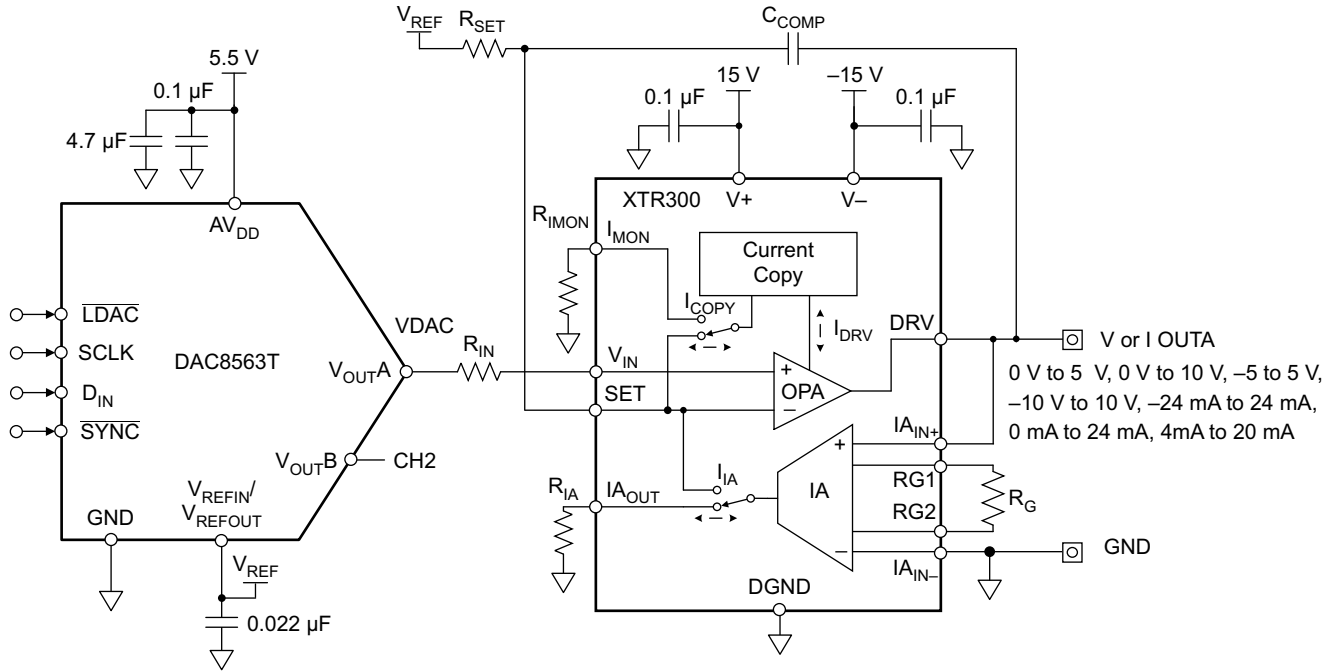 V_REF
R_SET
C_COMP
5.5 V
0.1 µF
4.7 µF
15 V
–15 V
0.1 µF
0.1 µF
AV_DD
LDAC
SCLK
D_IN
SYNC
DAC8563T
VDAC
V_OUTA
V_OUTB
CH2
GND
V_REFIN/
V_REFOUT
V_REF
0.022 µF
R_IN
XTR300
V+
V–
R_IMON
I_MON
Current
Copy
I_COPY
I_DRV
DRV
V_IN
OPA
+
–
SET
V or I OUTA
0 V to 5 V, 0 V to 10 V, –5 to 5 V,
–10 V to 10 V, –24 mA to 24 mA,
0 mA to 24 mA, 4mA to 20 mA
IA_IN+
RG1
R_G
RG2
IA_IN–
GND
+
IA
–
I_IA
R_IA
IA_OUT
DGND